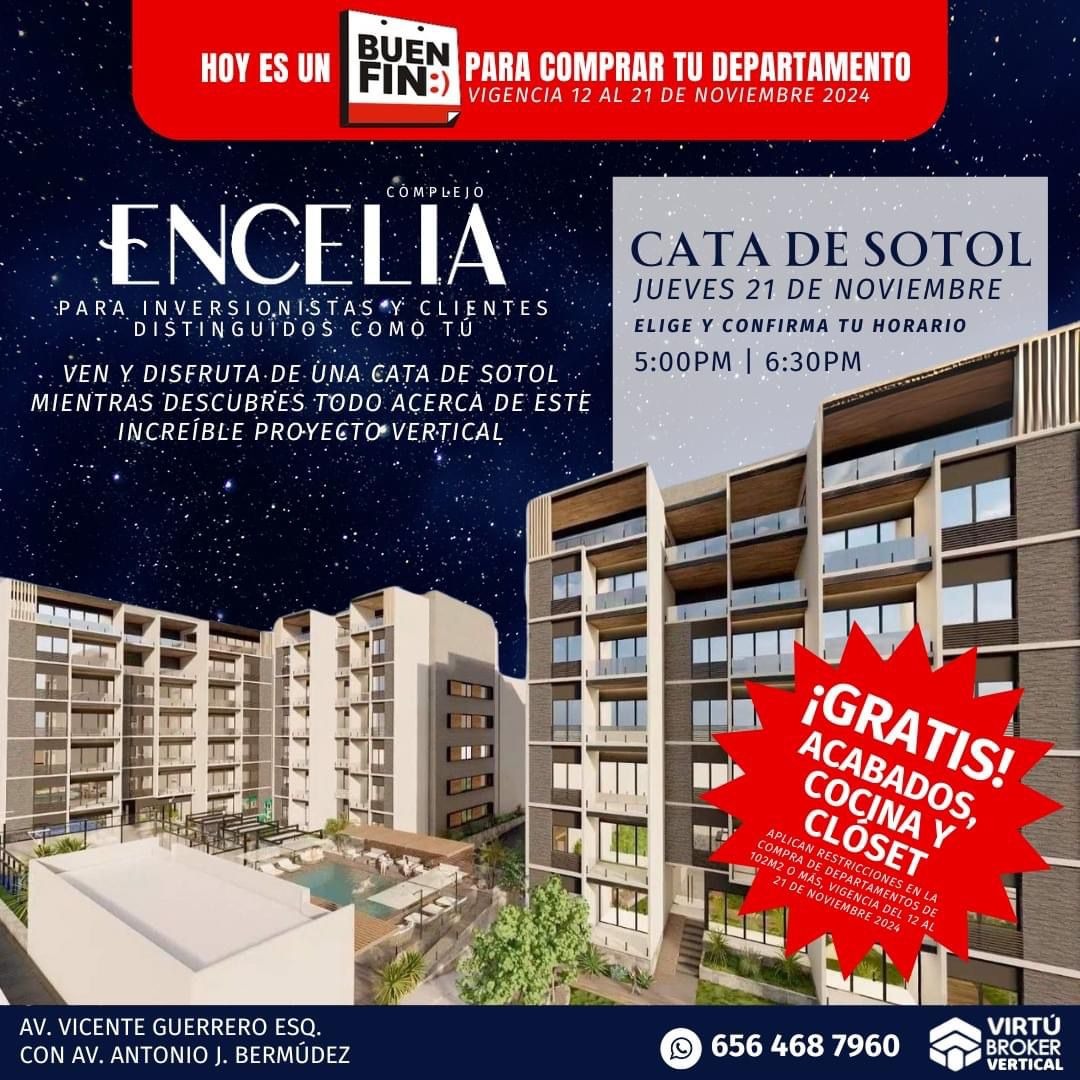 HOY ES UN BUEN FIN:) PARA COMPRAR TU DEPARTAMENTO
VIGENCIA 12 AL 21 DE NOVIEMBRE 2024
COMPLEJO
ENCELIA
PARA INVERSIONISTAS Y CLIENTES
DISTINGUIDOS COMO TÚ
VEN Y DISFRUTA DE UNA CATA DE SOTOL
MIENTRAS DESCUBRES TODO ACERCA DE ESTE
INCREÍBLE PROYECTO VERTICAL
CATA DE SOTOL
JUEVES 21 DE NOVIEMBRE
ELIGE Y CONFIRMA TU HORARIO
5:00PM | 6:30PM
¡GRATIS!
ACABADOS,
COCINA Y
CLÓSET
APLICAN RESTRICCIONES EN LA
COMPRA DE DEPARTAMENTOS DE
102M2 O MÁS, VIGENCIA DEL 12 AL
21 DE NOVIEMBRE 2024
AV. VICENTE GUERRERO ESQ.
CON AV. ANTONIO J. BERMÚDEZ
656 468 7960
VIRTÚ
BROKER
VERTICAL